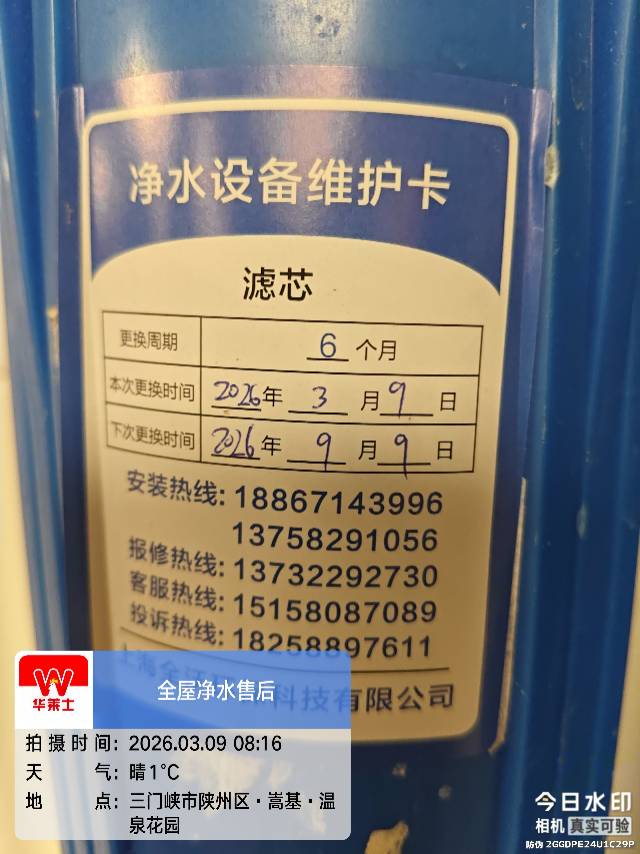 净水设备维护卡
滤芯
更换周期 6 个月
本次更换时间 2026年 3 月 9 日
下次更换时间 2026年 9 月 9 日
安装热线: 18867143996
13758291056
报修热线: 13732292730
客服热线: 15158087089
投诉热线: 18258897611
科技有限公司
华莱士
全屋净水售后
拍摄时间: 2026.03.09 08:16
天气: 晴 1℃
地点: 三门峡市陕州区·嵩基·温
泉花园
今日水印
相机 真实可验
防伪 2GGDPE24U1C29P